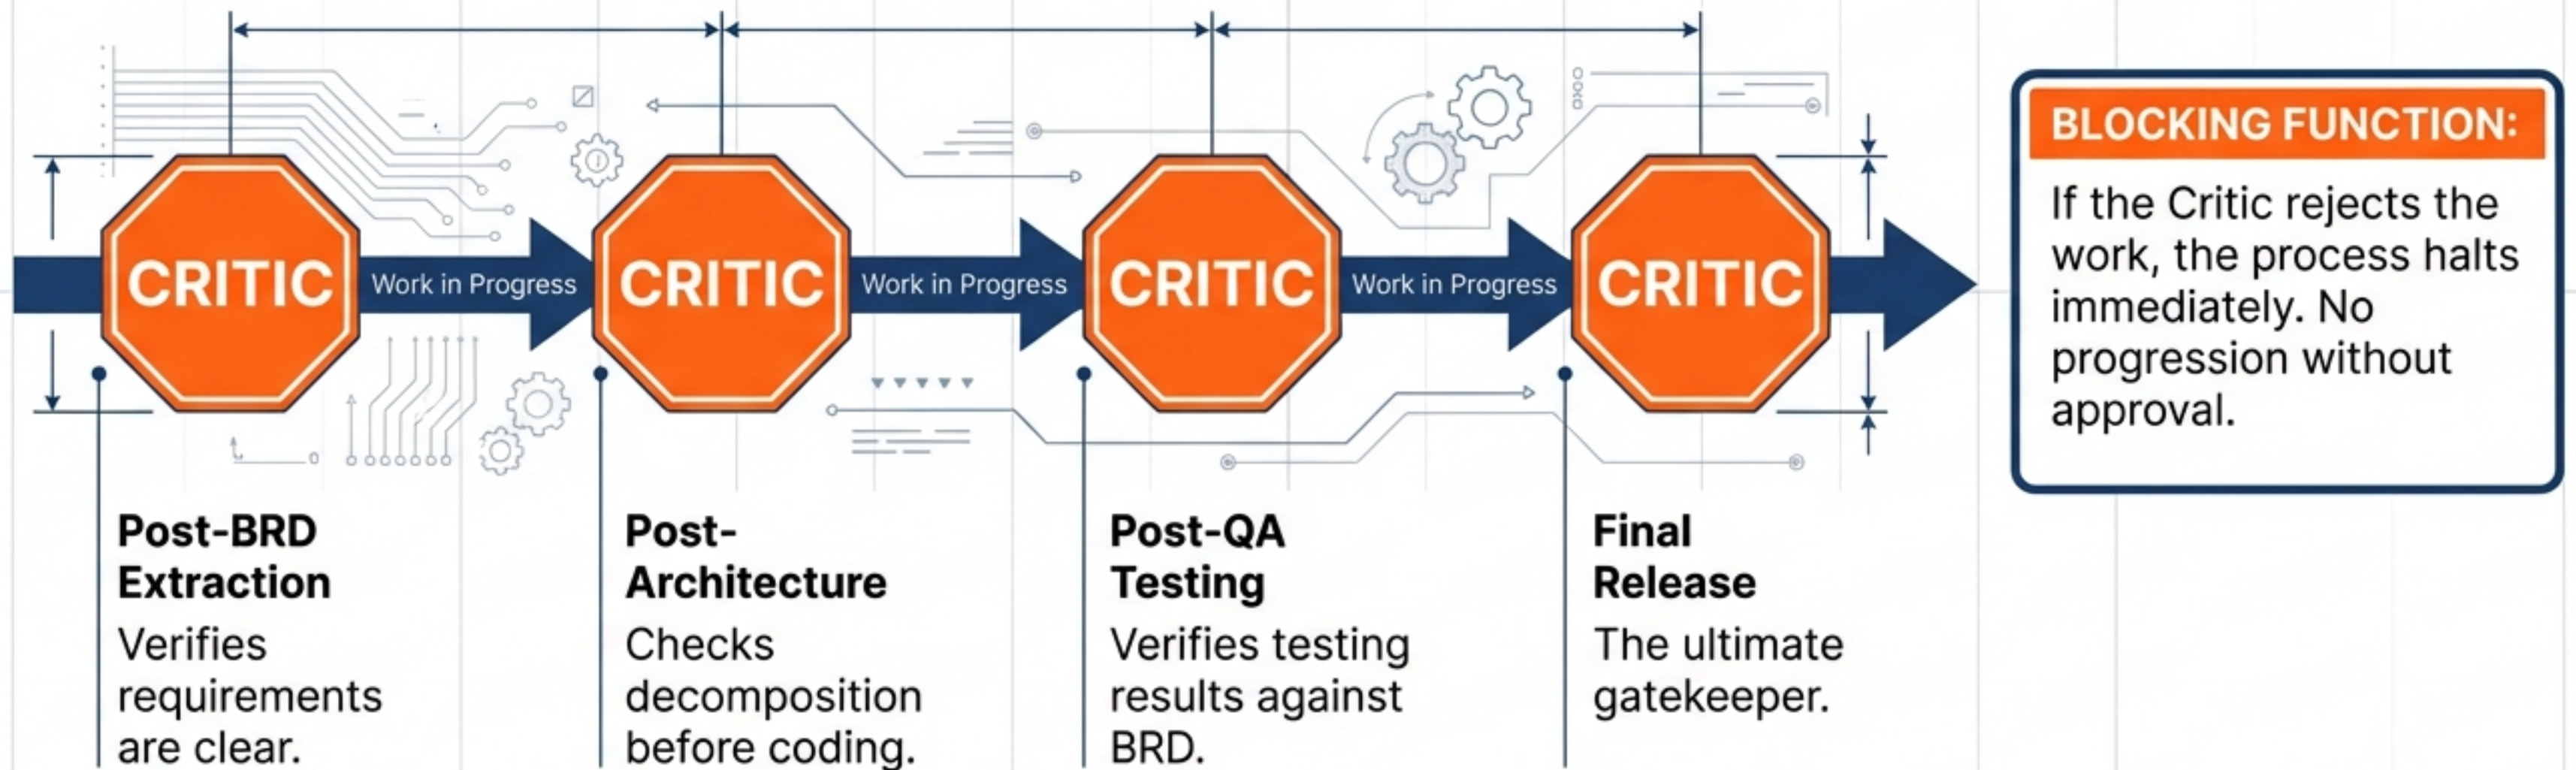 CRITIC
Work in Progress
CRITIC
Work in Progress
CRITIC
Work in Progress
CRITIC
BLOCKING FUNCTION:
If the Critic rejects the
work, the process halts
immediately. No
progression without
approval.
Post-BRD
Extraction
Verifies
requirements
are clear.
Post-
Architecture
Checks
decomposition
before coding.
Post-QA
Testing
Verifies testing
results against
BRD.
Final
Release
The ultimate
gatekeeper.